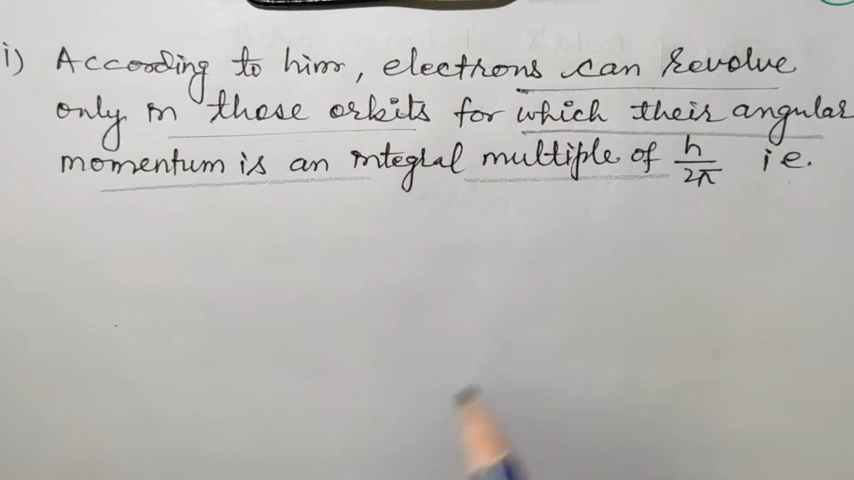 i) According to him, electrons can revolve
only in those orbits for which their angular
momentum is an integral multiple of h/2π i e.